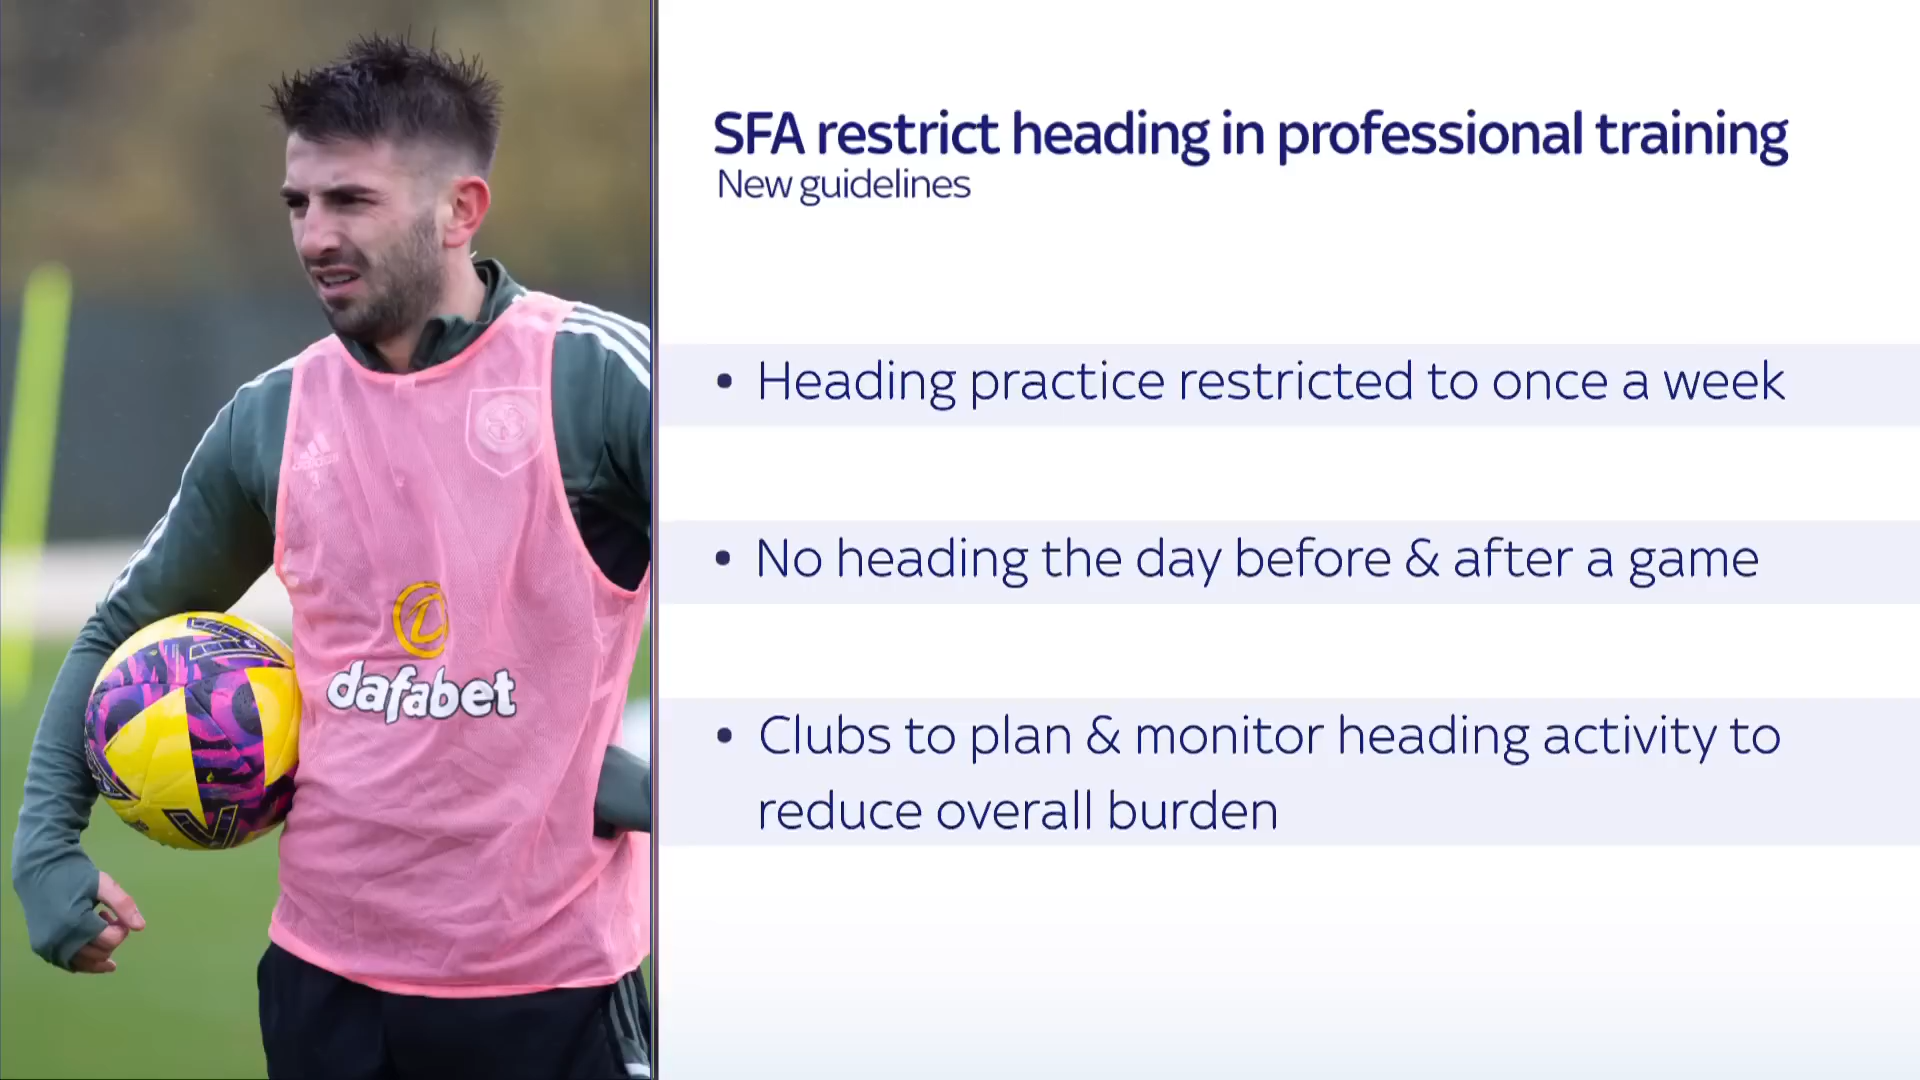 SFA restrict heading in professional training
New guidelines
• Heading practice restricted to once a week
• No heading the day before & after a game
• Clubs to plan & monitor heading activity to
reduce overall burden
adidas
dafabet